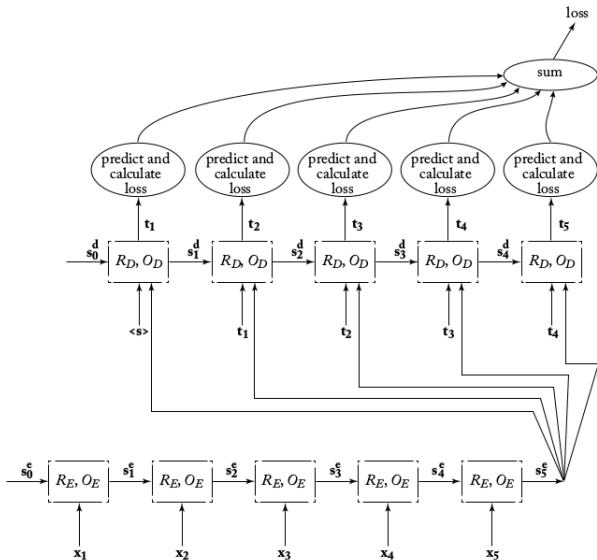 loss
sum
predict and calculate loss
predict and calculate loss
predict and calculate loss
predict and calculate loss
predict and calculate loss
t₁ t₂ t₃ t₄ t₅
s₀ᵈ s₁ᵈ s₂ᵈ s₃ᵈ s₄ᵈ
R_D, O_D R_D, O_D R_D, O_D R_D, O_D R_D, O_D
<s> t₁ t₂ t₃ t₄
s₀ᵉ s₁ᵉ s₂ᵉ s₃ᵉ s₄ᵉ s₅ᵉ
R_E, O_E R_E, O_E R_E, O_E R_E, O_E R_E, O_E
x₁ x₂ x₃ x₄ x₅